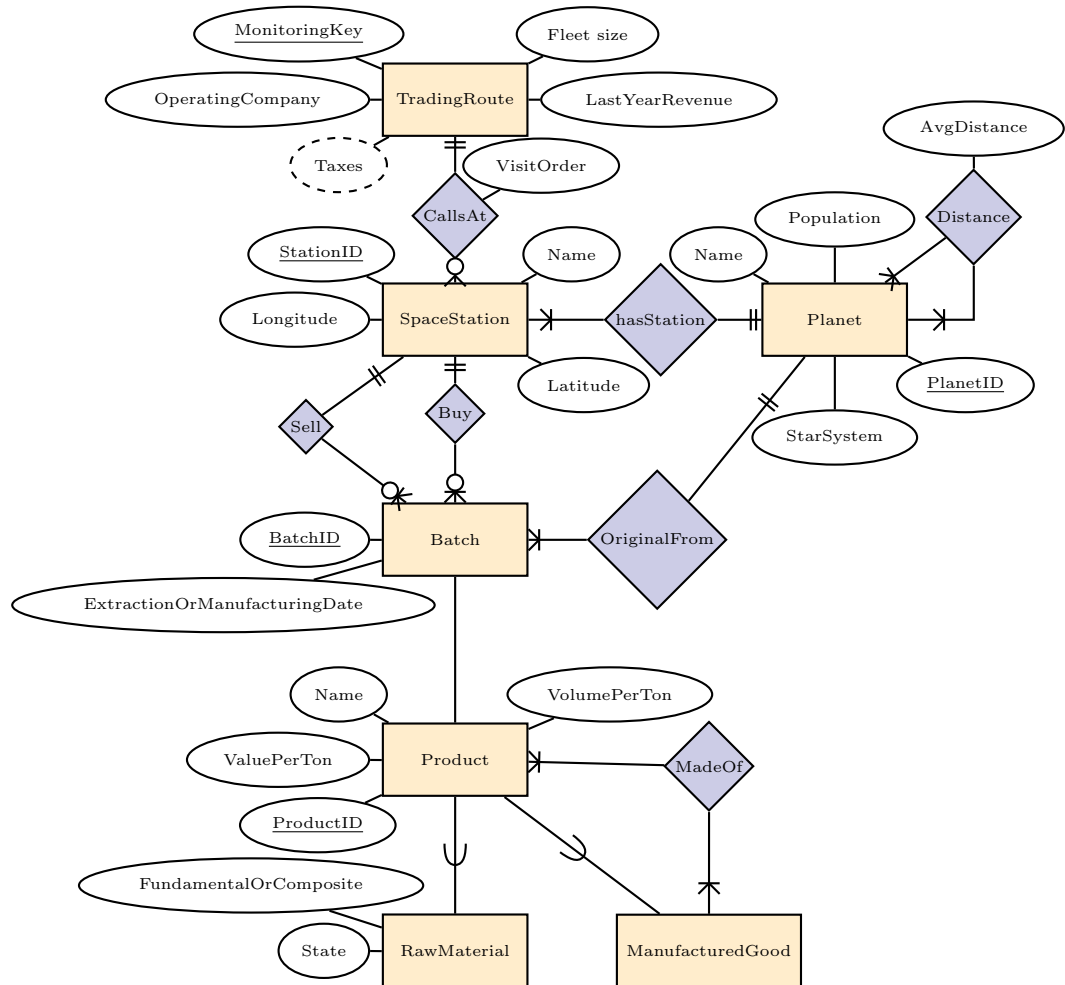 MonitoringKey
Fleet size
OperatingCompany
TradingRoute
LastYearRevenue
AvgDistance
Taxes
VisitOrder
CallsAt
Population
Distance
StationID
Name
Name
Longitude
SpaceStation
hasStation
Planet
Latitude
PlanetID
Sell
Buy
StarSystem
BatchID
Batch
OriginalFrom
ExtractionOrManufacturingDate
Name
VolumePerTon
ValuePerTon
Product
MadeOf
ProductID
FundamentalOrComposite
State
RawMaterial
ManufacturedGood